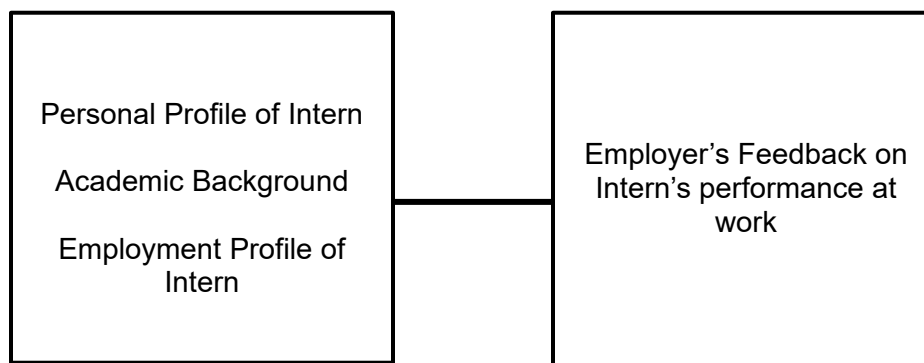 Personal Profile of Intern
Academic Background
Employment Profile of
Intern
Employer’s Feedback on
Intern’s performance at
work